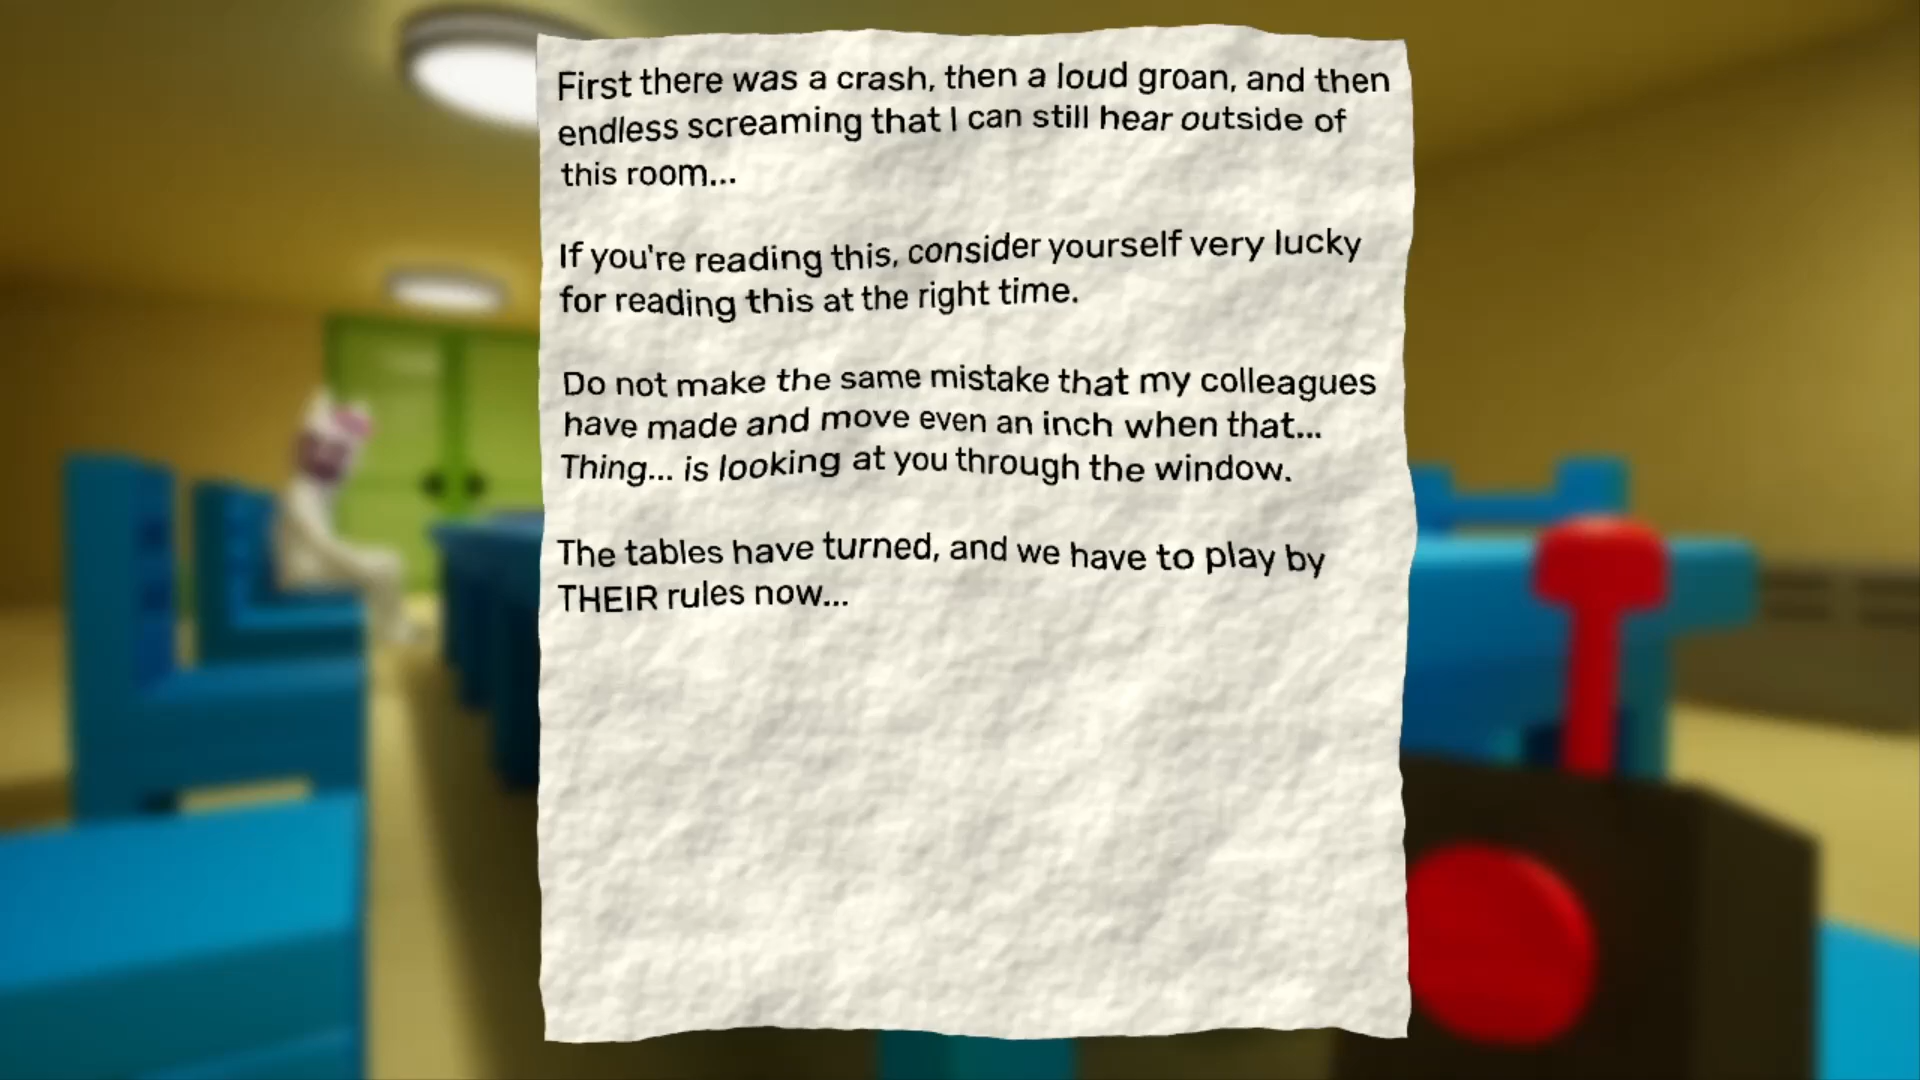 First there was a crash, then a loud groan, and then
endless screaming that I can still hear outside of
this room...
If you're reading this, consider yourself very lucky
for reading this at the right time.
Do not make the same mistake that my colleagues
have made and move even an inch when that...
Thing... is looking at you through the window.
The tables have turned, and we have to play by
THEIR rules now...